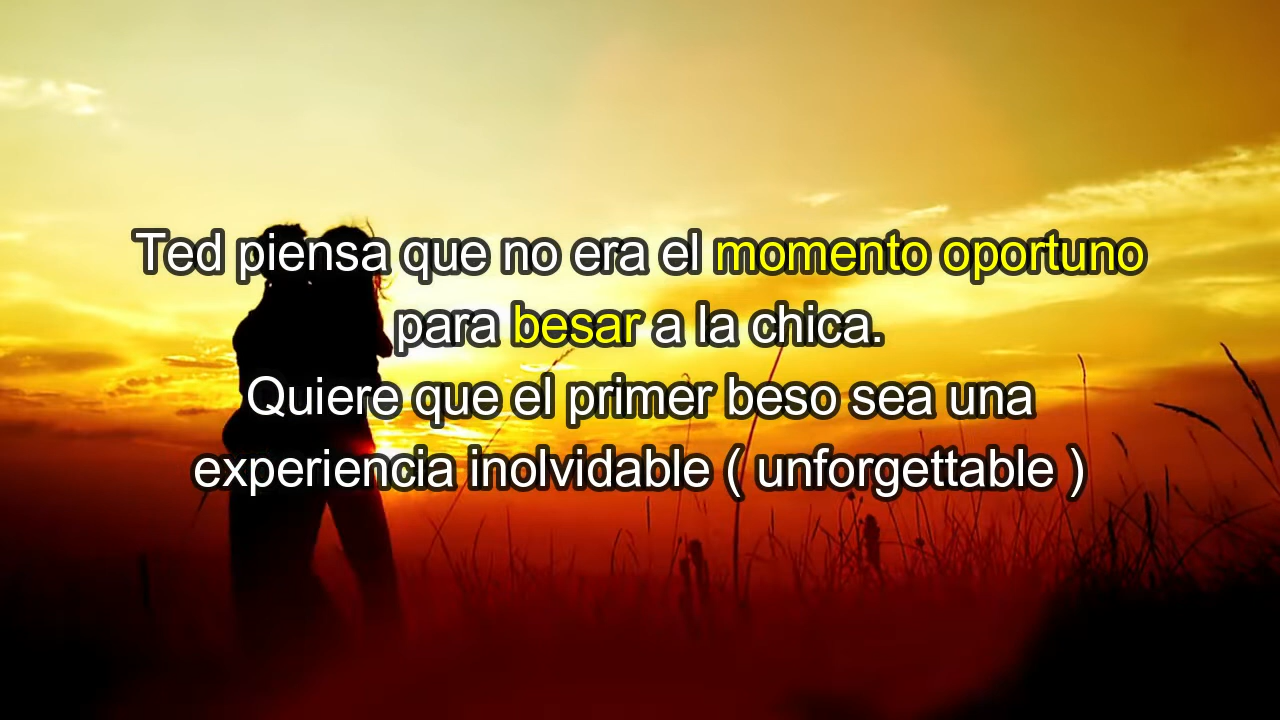 Ted piensa que no era el momento oportuno
para besar a la chica.
Quiere que el primer beso sea una
experiencia inolvidable ( unforgettable )